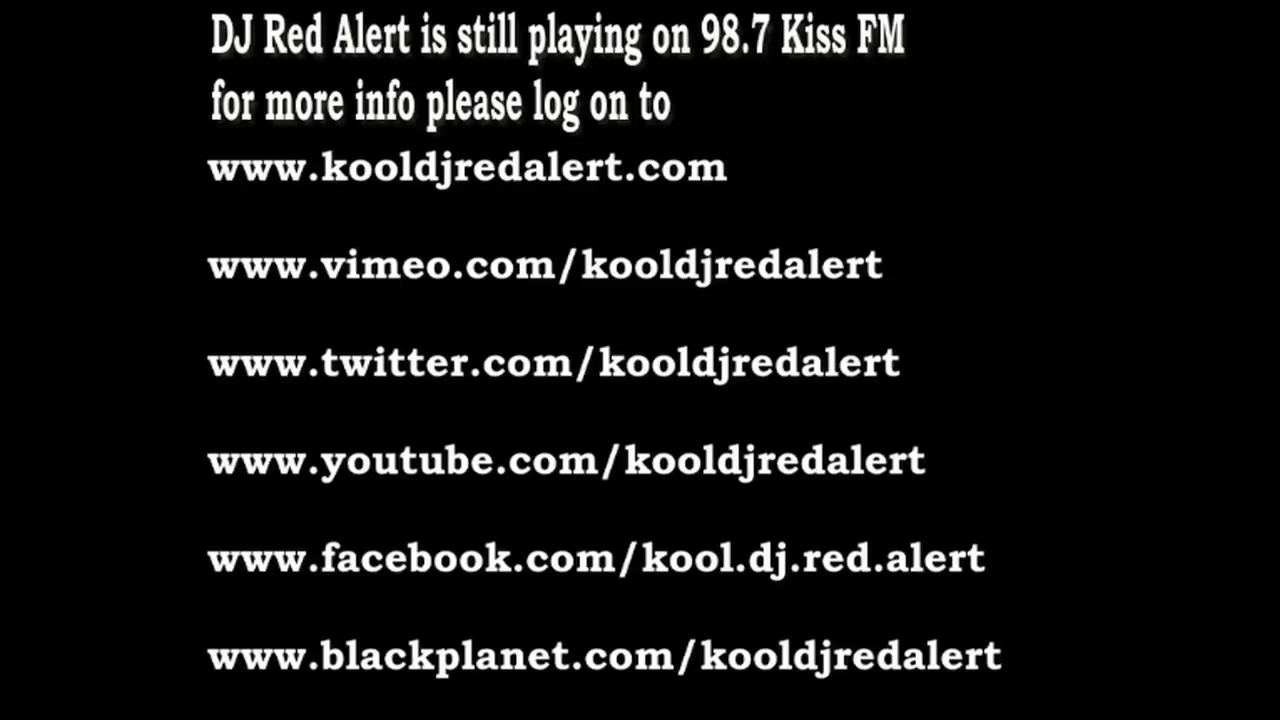 DJ Red Alert is still playing on 98.7 Kiss FM
for more info please log on to
www.kooldjredalert.com
www.vimeo.com/kooldjredalert
www.twitter.com/kooldjredalert
www.youtube.com/kooldjredalert
www.facebook.com/kool.dj.red.alert
www.blackplanet.com/kooldjredalert